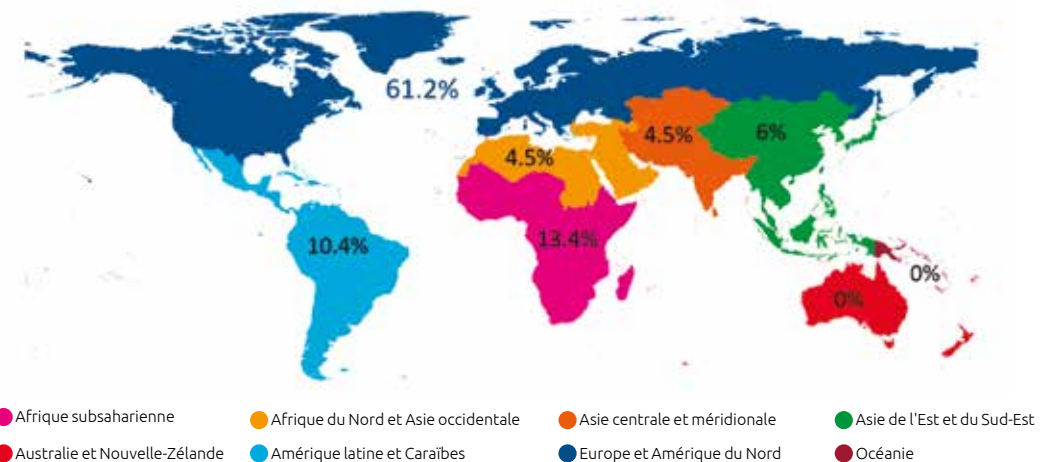 61.2%
4.5%
6%
4.5%
10.4%
13.4%
0%
0%
Afrique subsaharienne
Afrique du Nord et Asie occidentale
Asie centrale et méridionale
Asie de l'Est et du Sud-Est
Australie et Nouvelle-Zélande
Amérique latine et Caraïbes
Europe et Amérique du Nord
Océanie